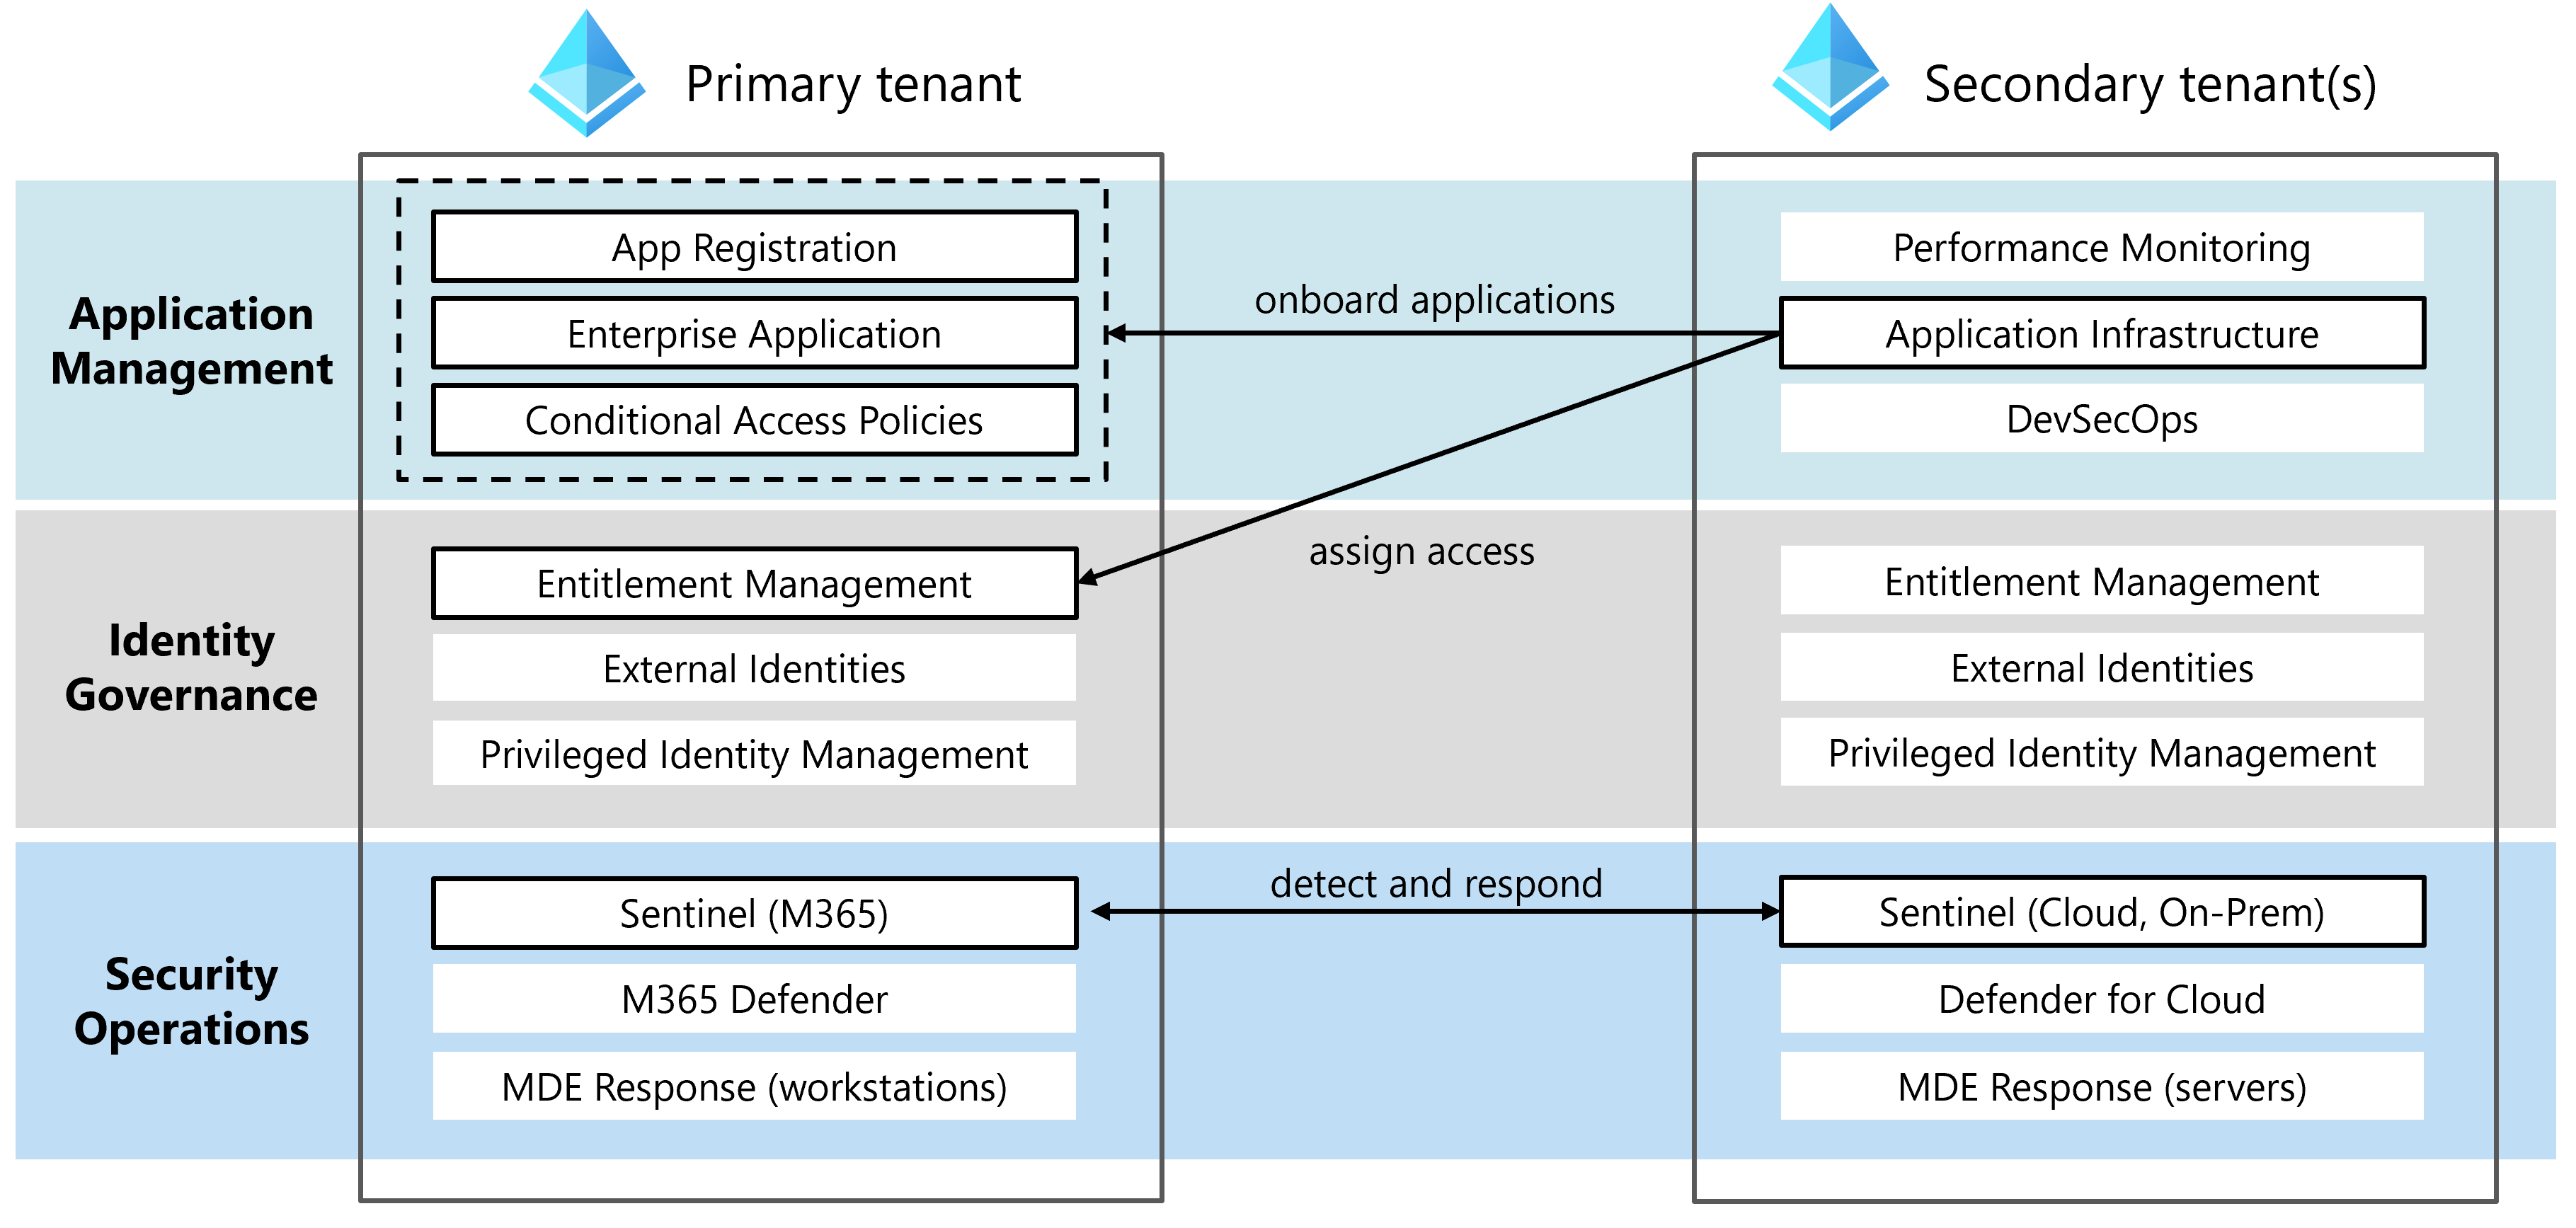 Primary tenant
Secondary tenant(s)
Application
Management
App Registration
Enterprise Application
Conditional Access Policies
onboard applications
Performance Monitoring
Application Infrastructure
DevSecOps
Identity
Governance
Entitlement Management
External Identities
Privileged Identity Management
assign access
Entitlement Management
External Identities
Privileged Identity Management
Security
Operations
Sentinel (M365)
M365 Defender
MDE Response (workstations)
detect and respond
Sentinel (Cloud, On-Prem)
Defender for Cloud
MDE Response (servers)